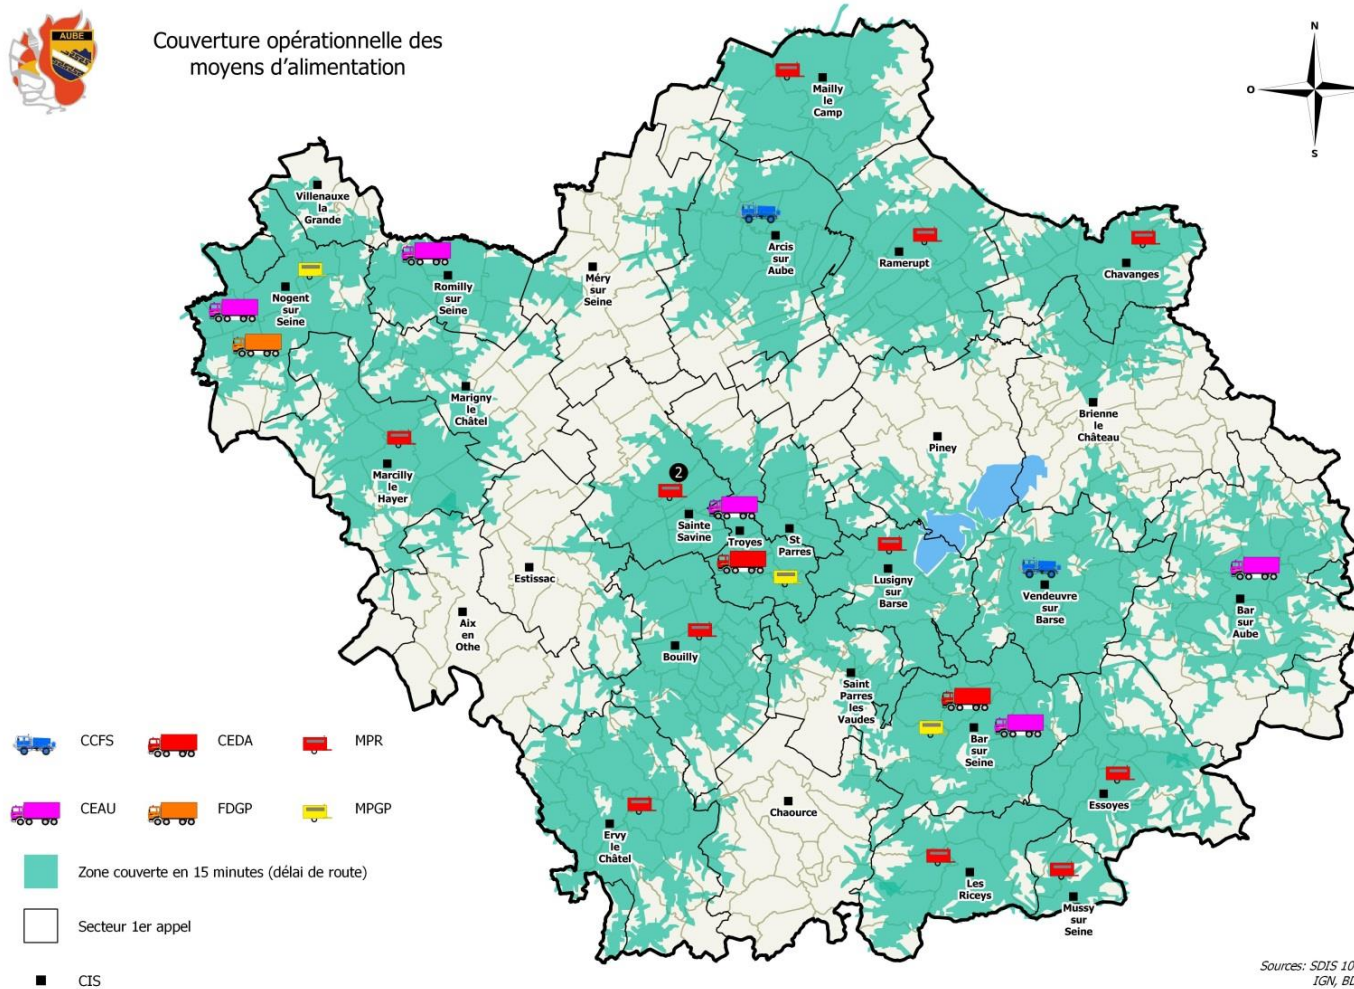 AUBE
Couverture opérationnelle des
moyens d'alimentation
N
O
S
Mailly
le
Camp
Villenauxe
la
Grande
Arcis
sur
Aube
Ramerupt
Chavanges
Nogent
sur
Seine
Romilly
sur
Seine
Méry
sur
Seine
Marigny
le
Châtel
Brienne
le
Château
Piney
Marcilly
le
Hayer
2
Sainte
Savine
Troyes
St
Parres
Estissac
Lusigny
sur
Barse
Vendeuvre
sur
Barse
Bar
sur
Aube
Aix
en
Othe
Bouilly
Saint
Parres
les
Vaudes
Bar
sur
Seine
Essoyes
Chaource
Ervy
le
Châtel
Les
Riceys
Mussy
sur
Seine
CCFS
CEDA
MPR
CEAU
FDGP
MPGP
Zone couverte en 15 minutes (délai de route)
Secteur 1er appel
CIS
Sources: SDIS 10
IGN, BD